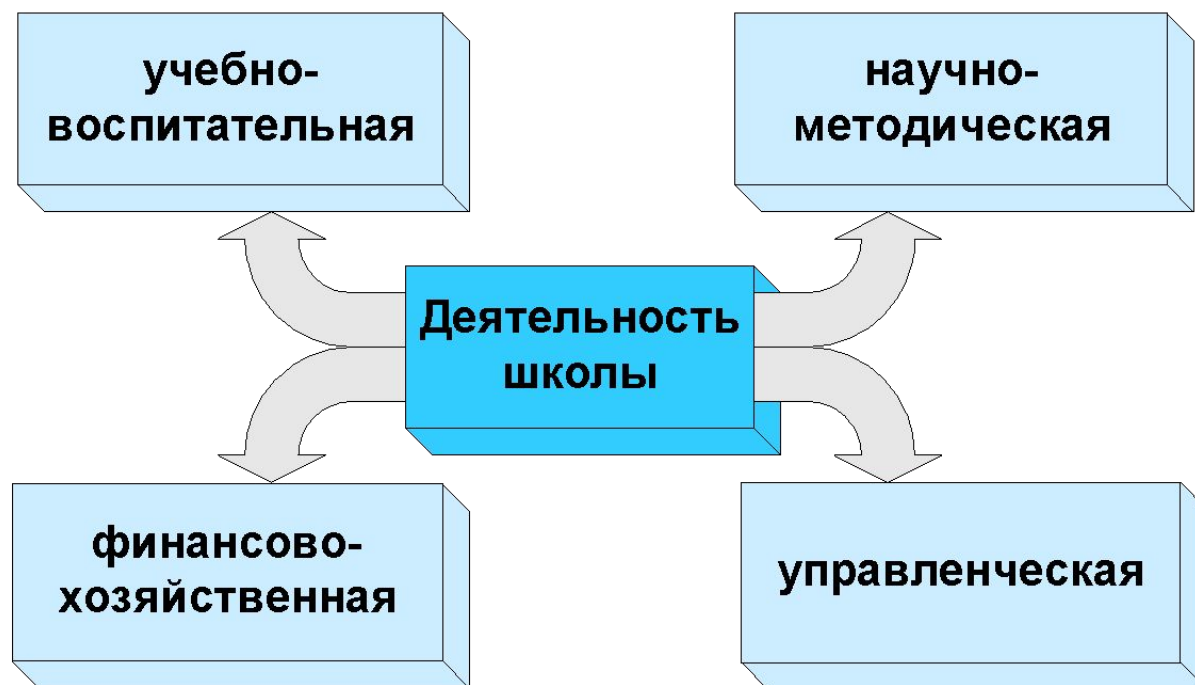 учебно-
воспитательная
научно-
методическая
Деятельность
школы
финансово-
хозяйственная
управленческая